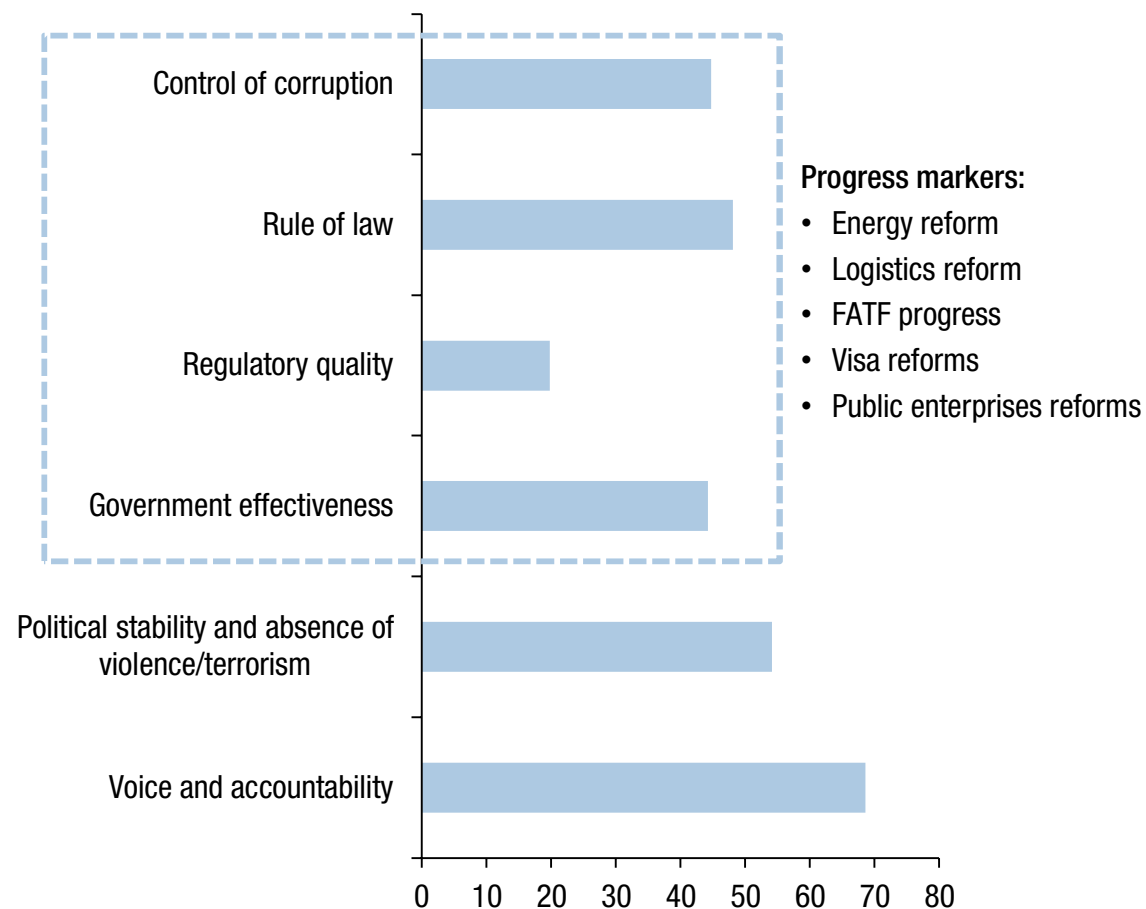 Control of corruption
Rule of law
Regulatory quality
Government effectiveness
Political stability and absence of
violence/terrorism
Voice and accountability
0 10 20 30 40 50 60 70 80
Progress markers:
• Energy reform
• Logistics reform
• FATF progress
• Visa reforms
• Public enterprises reforms